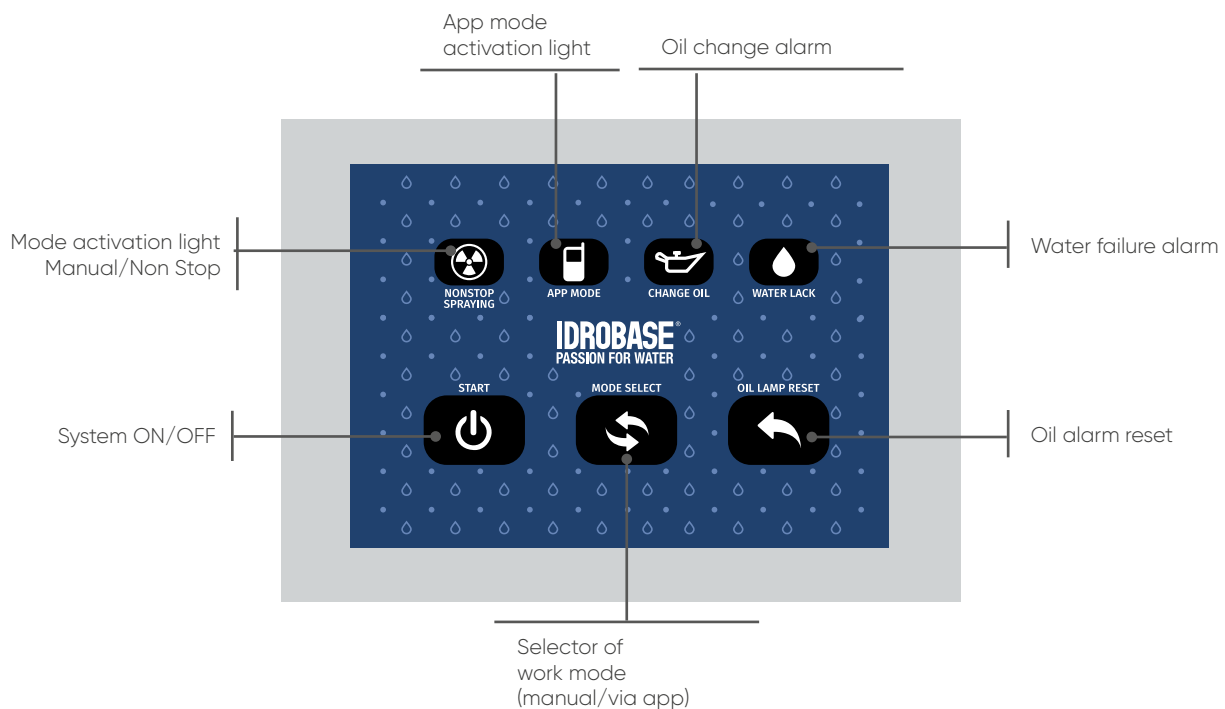 App mode
activation light
Oil change alarm
Mode activation light
Manual/Non Stop
Water failure alarm
NONSTOP
SPRAYING
APP MODE
CHANGE OIL
WATER LACK
IDROBASE®
PASSION FOR WATER
START
MODE SELECT
OIL LAMP RESET
System ON/OFF
Oil alarm reset
Selector of
work mode
(manual/via app)